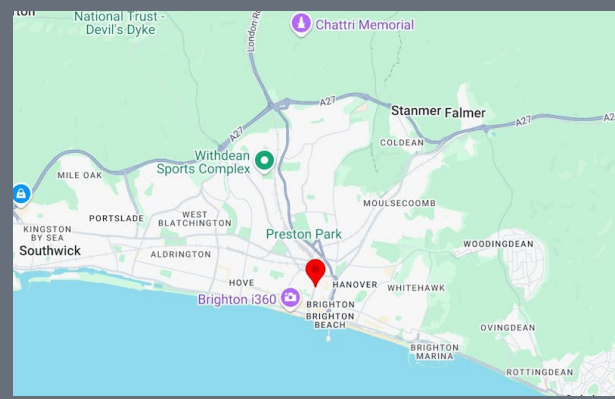 National Trust -
Devil's Dyke
Chattri Memorial
London Ro
A27
Stanmer
Falmer
A27
A27
COLDEAN
Withdean
Sports Complex
MILE OAK
MOULSECOOMB
PORTSLADE
WEST
BLATCHINGTON
KINGSTON
BY SEA
Preston Park
Southwick
ALDRINGTON
WOODINGDEAN
HOVE
HANOVER
WHITEHAWK
Brighton i360
BRIGHTON
BRIGHTON
BEACH
OVINGDEAN
BRIGHTON
MARINA
ROTTINGDEAN